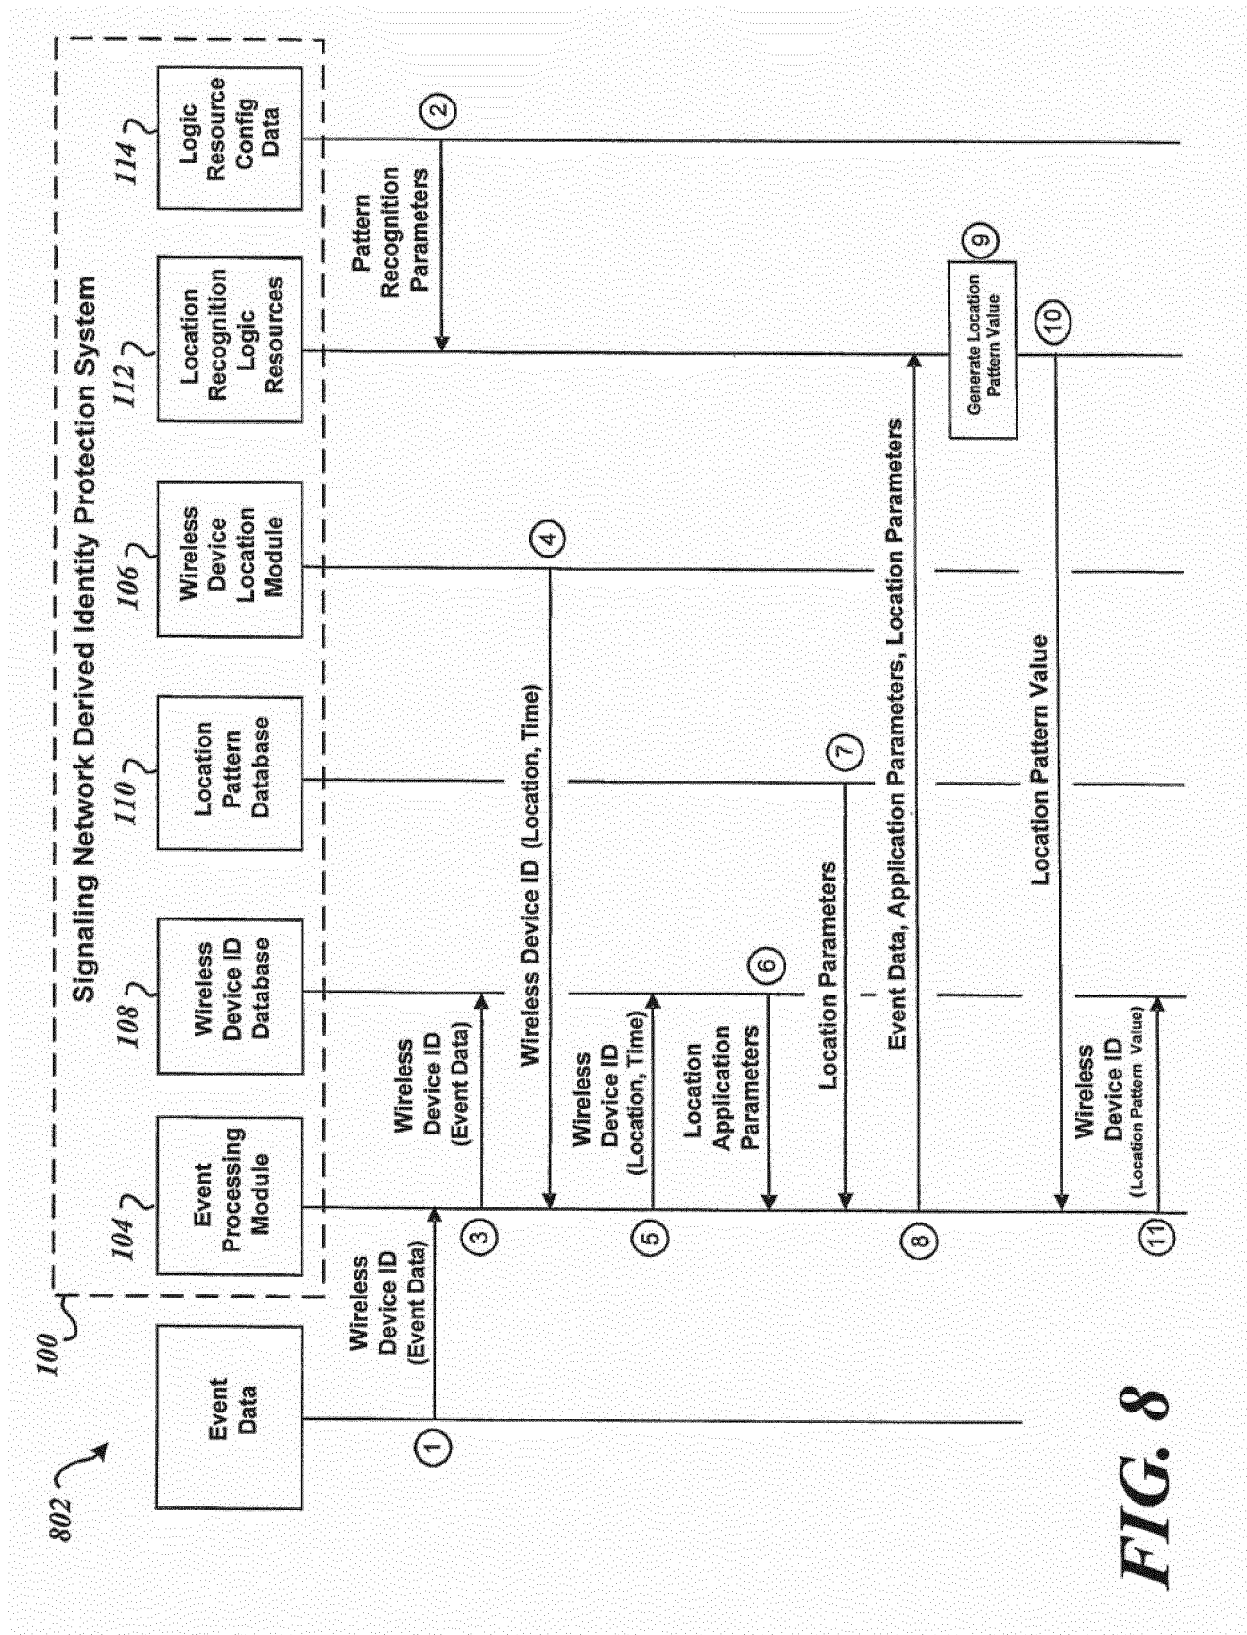 802
100
Signaling Network Derived Identity Protection System
104
108
110
106
112
114
Event
Data
Event
Processing
Module
Wireless
Device ID
Database
Location
Pattern
Database
Wireless
Device
Location
Module
Location
Recognition
Logic
Resources
Logic
Resource
Config
Data
1
Wireless
Device ID
(Event Data)
2
Pattern
Recognition
Parameters
3
Wireless
Device ID
(Event Data)
4
Wireless Device ID (Location, Time)
5
Wireless
Device ID
(Location, Time)
6
Location
Application
Parameters
7
Location Parameters
8
Event Data, Application Parameters, Location Parameters
9
Generate Location
Pattern Value
10
Location Pattern Value
11
Wireless
Device ID
(Location Pattern Value)
FIG. 8